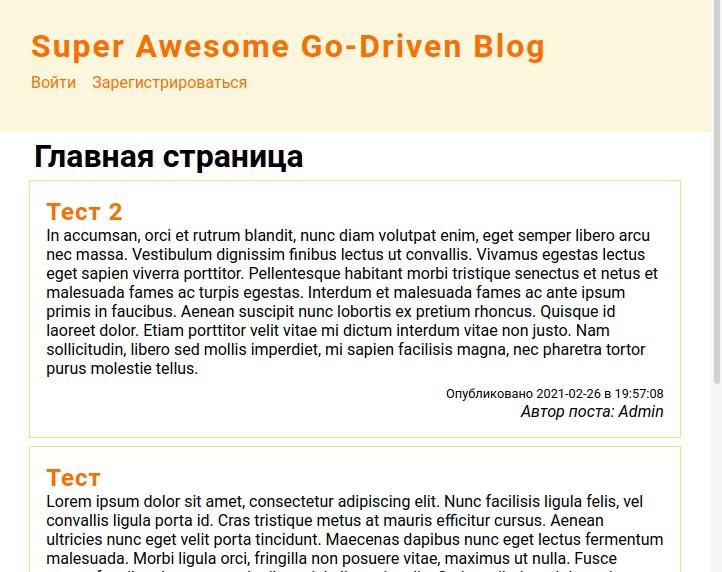 Super Awesome Go-Driven Blog
Войти Зарегистрироваться
Главная страница
Тест 2
In accumsan, orci et rutrum blandit, nunc diam volutpat enim, eget semper libero arcu
nec massa. Vestibulum dignissim finibus lectus ut convallis. Vivamus egestas lectus
eget sapien viverra porttitor. Pellentesque habitant morbi tristique senectus et netus et
malesuada fames ac turpis egestas. Interdum et malesuada fames ac ante ipsum
primis in faucibus. Aenean suscipit nunc lobortis ex pretium rhoncus. Quisque id
laoreet dolor. Etiam porttitor velit vitae mi dictum interdum vitae non justo. Nam
sollicitudin, libero sed mollis imperdiet, mi sapien facilisis magna, nec pharetra tortor
purus molestie tellus.
Опубликовано 2021-02-26 в 19:57:08
Автор поста: Admin
Тест
Lorem ipsum dolor sit amet, consectetur adipiscing elit. Nunc facilisis ligula felis, vel
convallis ligula porta id. Cras tristique metus at mauris efficitur cursus. Aenean
ultricies nunc eget velit porta tincidunt. Maecenas dapibus nunc eget lectus fermentum
malesuada. Morbi ligula orci, fringilla non posuere vitae, maximus ut nulla. Fusce